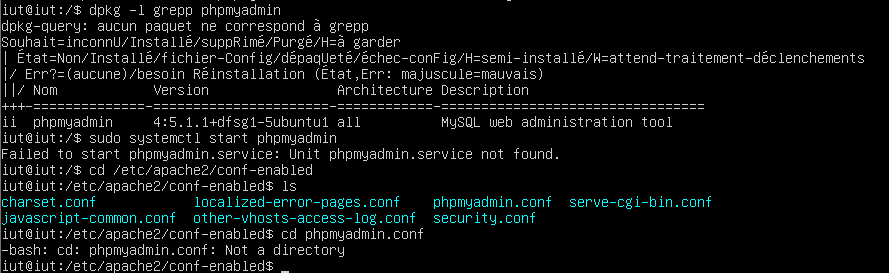 iut@iut:/$ dpkg -l grepp phpmyadmin
dpkg-query: aucun paquet ne correspond à grepp
Souhait=inconnU/Installé/suppRimé/Purgé/H=à garder
| État=Non/Installé/fichier-Config/dépaqUeté/échec-conFig/H=semi-installé/W=attend-traitement-déclenchements
|/ Err?=(aucune)/besoin Réinstallation (État,Err: majuscule=mauvais)
||/ Nom            Version                Architecture Description
+++-==============-======================-============-=================================
ii  phpmyadmin     4:5.1.1+dfsg1-5ubuntu1 all          MySQL web administration tool
iut@iut:/$ sudo systemctl start phpmyadmin
Failed to start phpmyadmin.service: Unit phpmyadmin.service not found.
iut@iut:/$ cd /etc/apache2/conf-enabled
iut@iut:/etc/apache2/conf-enabled$ ls
charset.conf            localized-error-pages.conf    phpmyadmin.conf  serve-cgi-bin.conf
javascript-common.conf  other-vhosts-access-log.conf  security.conf
iut@iut:/etc/apache2/conf-enabled$ cd phpmyadmin.conf
-bash: cd: phpmyadmin.conf: Not a directory
iut@iut:/etc/apache2/conf-enabled$ _